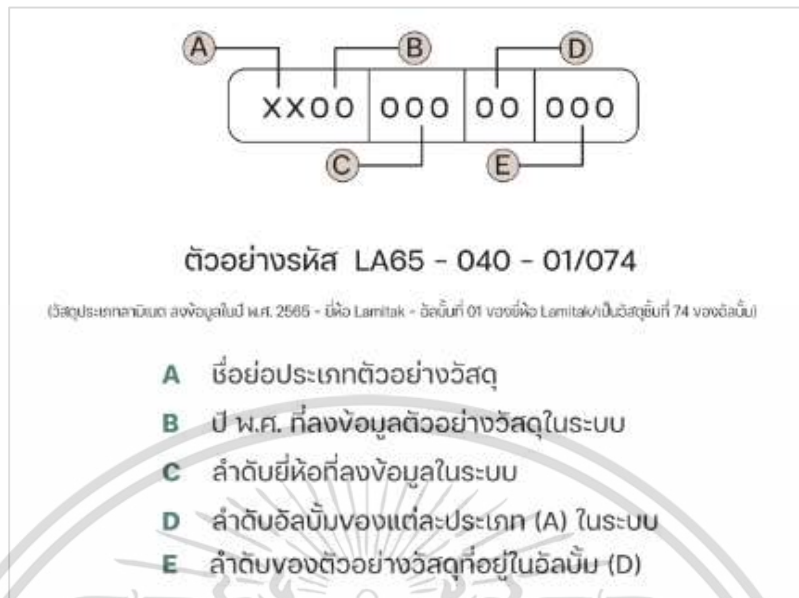 A B D
XX00 000 00 000
C E
ตัวอย่างรหัส LA65 - 040 - 01/074
(วัสดุประเภทลามิเนต ลงข้อมูลในปี พ.ศ. 2565 - ยี่ห้อ Lamitak - อัลบั้มที่ 01 ของยี่ห้อ Lamitak/เป็นวัสดุชิ้นที่ 74 ของอัลบั้ม)
A ชื่อย่อประเภทตัวอย่างวัสดุ
B ปี พ.ศ. ที่ลงข้อมูลตัวอย่างวัสดุในระบบ
C ลำดับยี่ห้อที่ลงข้อมูลในระบบ
D ลำดับอัลบั้มของแต่ละประเภท (A) ในระบบ
E ลำดับของตัวอย่างวัสดุที่อยู่ในอัลบั้ม (D)